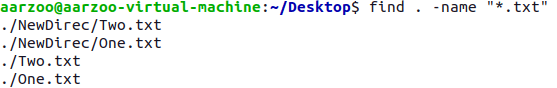 aarzoo@aarzoo-virtual-machine:~/Desktop$ find . -name "*.txt"
./NewDirec/Two.txt
./NewDirec/One.txt
./Two.txt
./One.txt